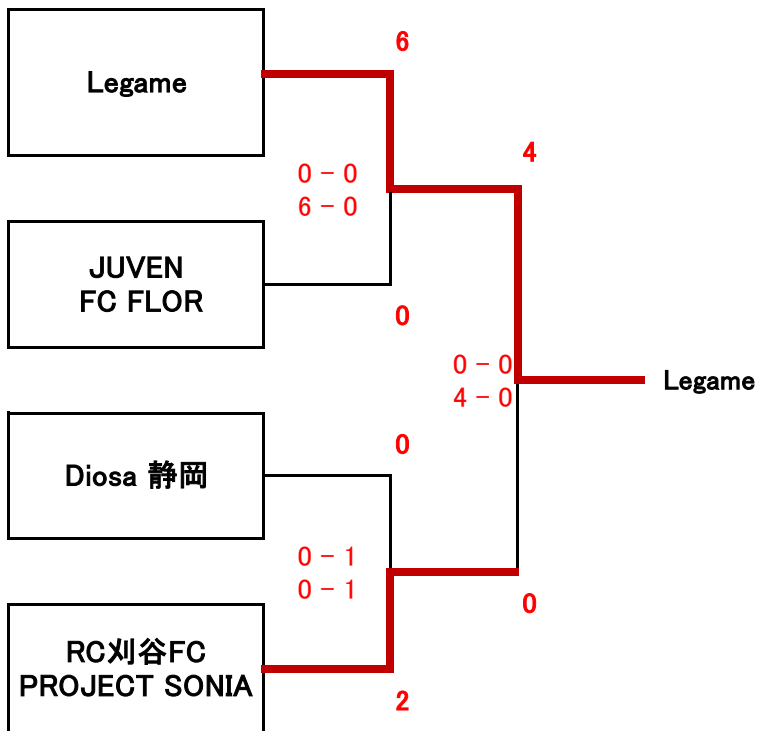 Legame
6
0 - 0
6 - 0
4
JUVEN
FC FLOR
0
0 - 0
4 - 0
Legame
Diosa 静岡
0
0 - 1
0 - 1
0
RC刈谷FC
PROJECT SONIA
2